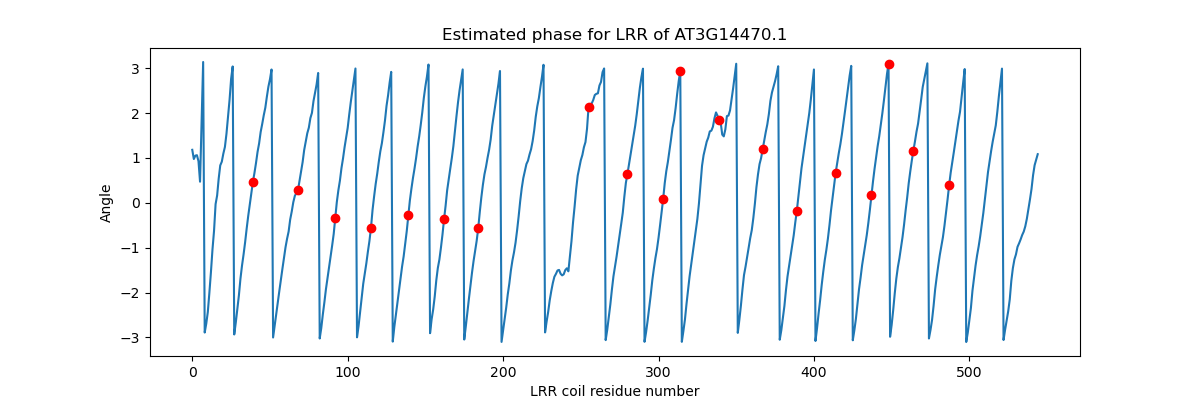 Estimated phase for LRR of AT3G14470.1
3
2
1
0
−1
−2
−3
Angle
0 100 200 300 400 500
LRR coil residue number